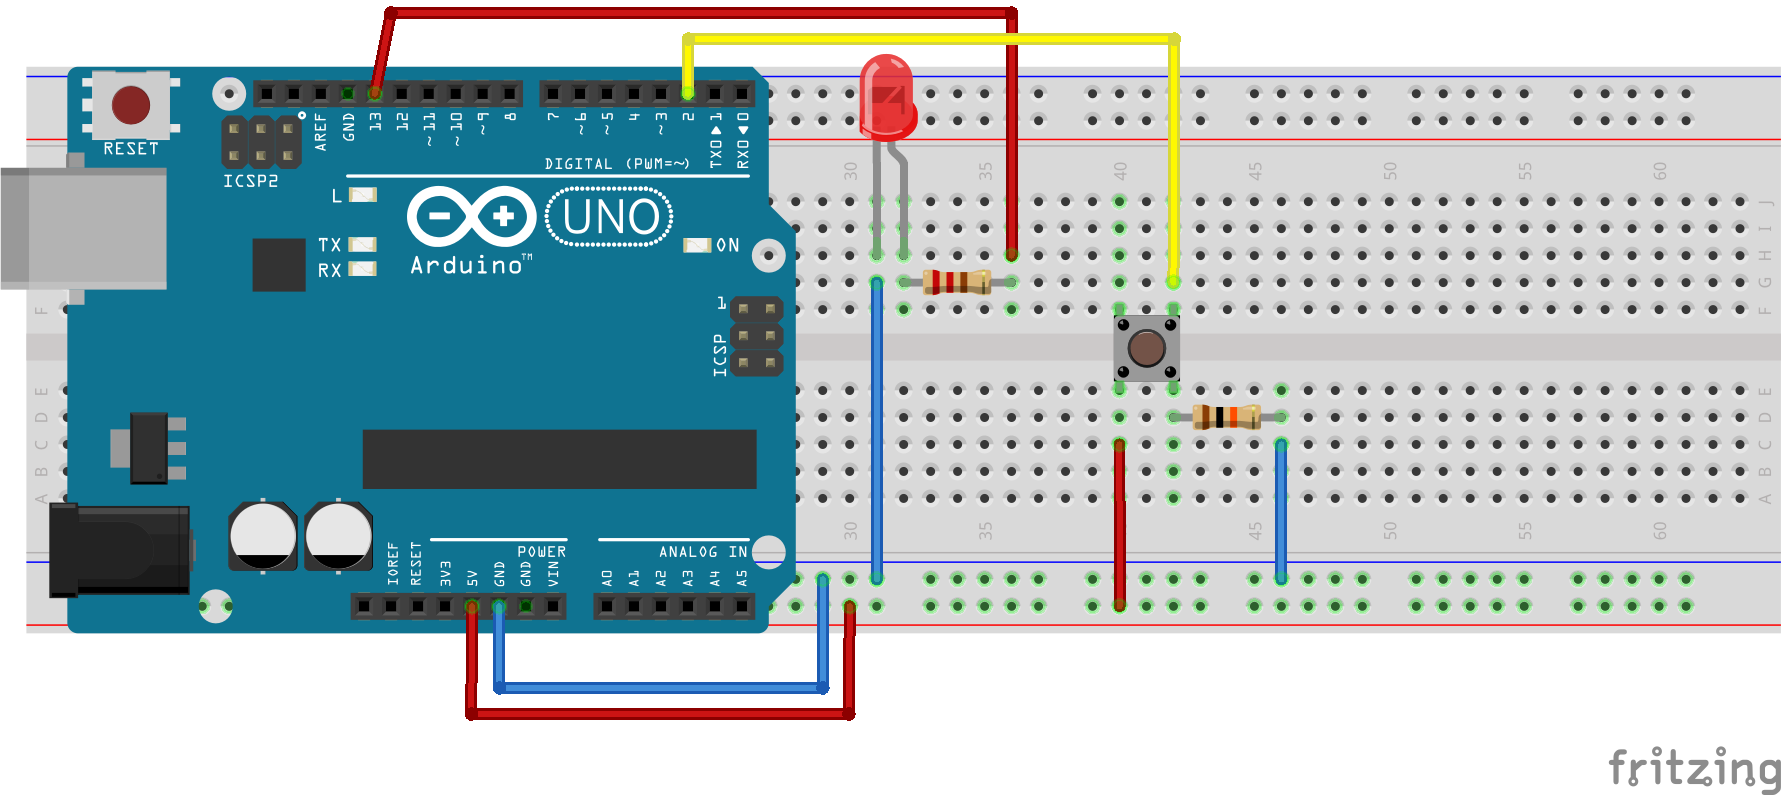 RESET
ICSP2
AREF
GND
13
12
~11
~10
~9
8
7
~6
~5
4
~3
2
TX0▶1
RX0◀0
DIGITAL (PWM=~)
L
TX
RX
UNO
Arduino™
ON
1
ICSP
IOREF
RESET
3V3
5V
GND
GND
VIN
POWER
ANALOG IN
A0
A1
A2
A3
A4
A5
30
35
40
45
50
55
60
J
I
H
G
F
F
E
D
C
B
A
E
D
C
B
A
30
35
45
50
55
60
fritzing